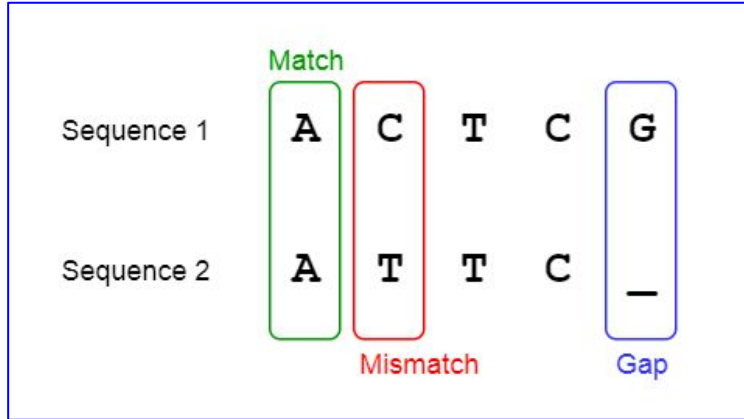 Match
Sequence 1 A C T C G
Sequence 2 A T T C _
Mismatch Gap